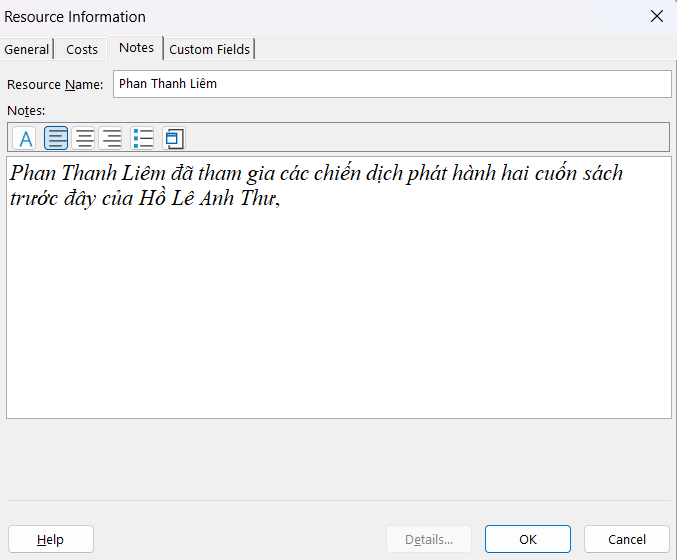 Resource Information
General Costs Notes Custom Fields
Resource Name: Phan Thanh Liêm
Notes:
A
Phan Thanh Liêm đã tham gia các chiến dịch phát hành hai cuốn sách
trước đây của Hồ Lê Anh Thư,
Help Details... OK Cancel